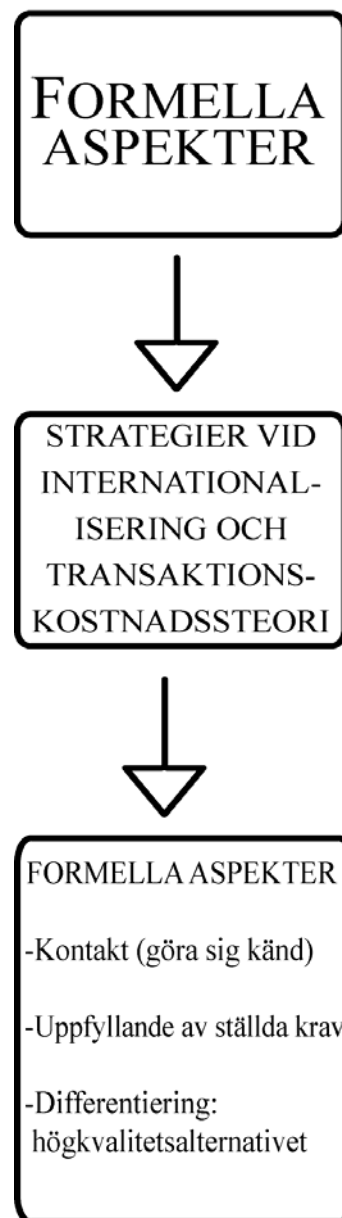 FORMELLA
ASPEKTER
STRATEGIER VID
INTERNATIONAL-
ISERING OCH
TRANSAKTIONS-
KOSTNADSSTEORI
FORMELLA ASPEKTER
-Kontakt (göra sig känd)
-Uppfyllande av ställda krav
-Differentiering:
högkvalitetsalternativet